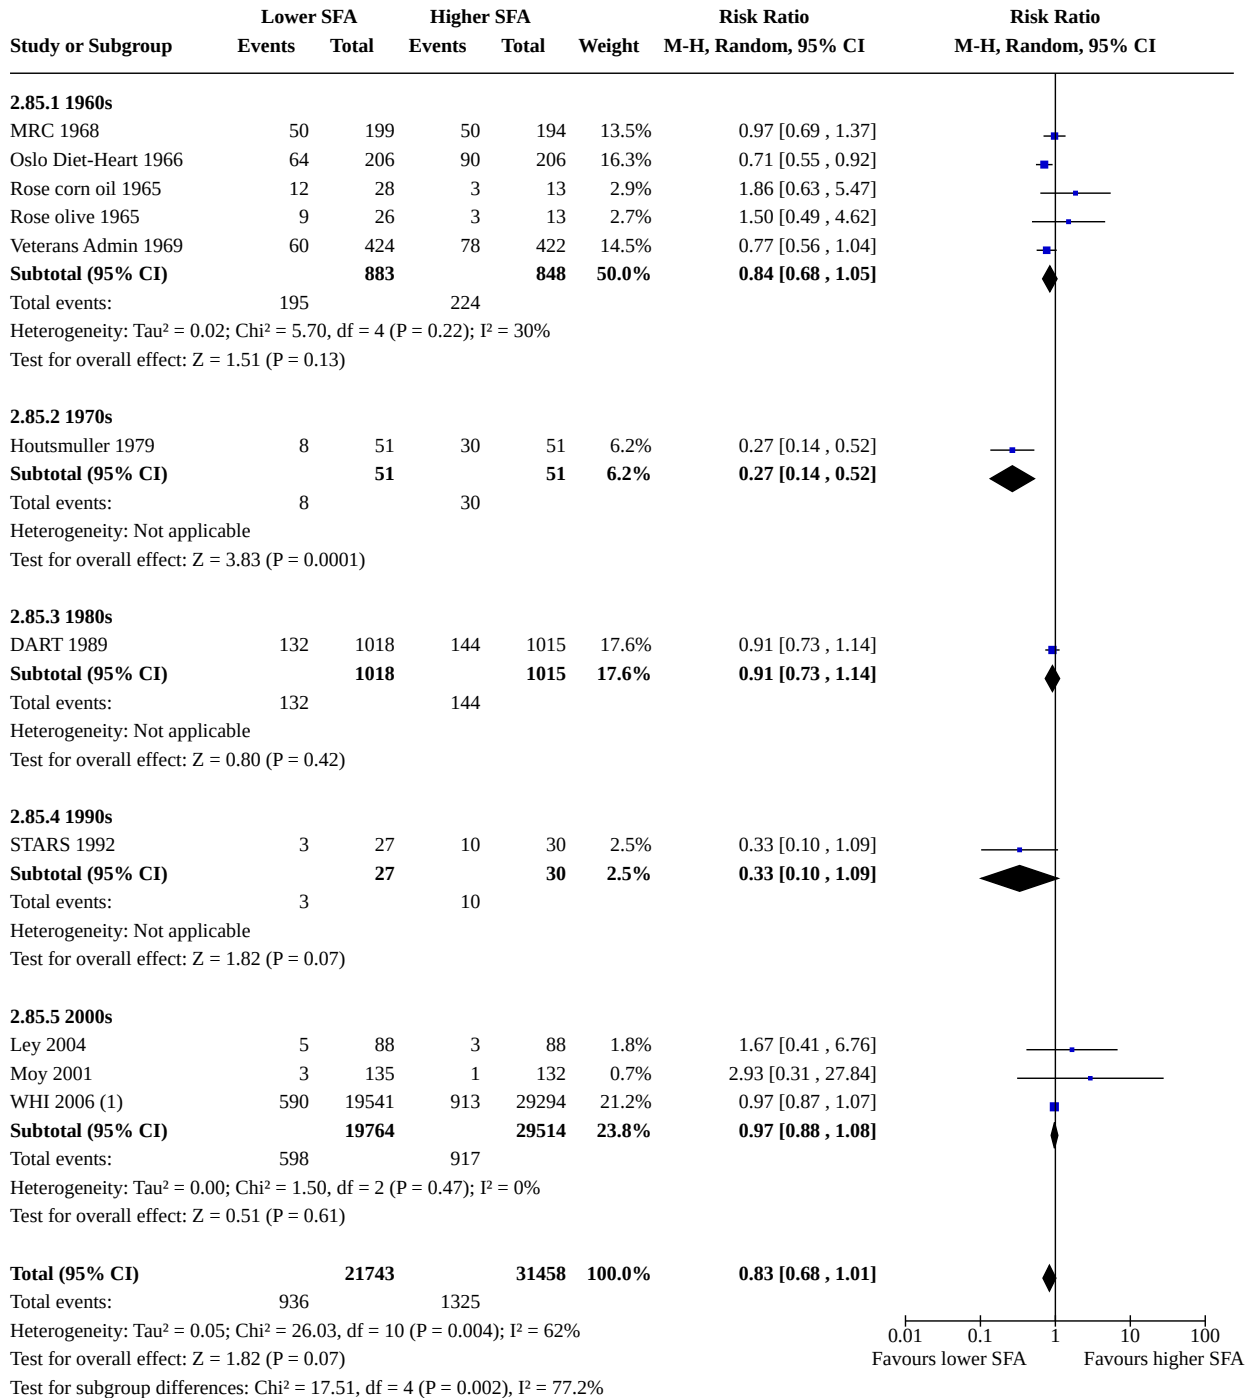 Lower SFA Higher SFA Risk Ratio Risk Ratio
Study or Subgroup Events Total Events Total Weight M-H, Random, 95% CI M-H, Random, 95% CI
2.85.1 1960s
MRC 1968 50 199 50 194 13.5% 0.97 [0.69 , 1.37]
Oslo Diet-Heart 1966 64 206 90 206 16.3% 0.71 [0.55 , 0.92]
Rose corn oil 1965 12 28 3 13 2.9% 1.86 [0.63 , 5.47]
Rose olive 1965 9 26 3 13 2.7% 1.50 [0.49 , 4.62]
Veterans Admin 1969 60 424 78 422 14.5% 0.77 [0.56 , 1.04]
Subtotal (95% CI) 883 848 50.0% 0.84 [0.68 , 1.05]
Total events: 195 224
Heterogeneity: Tau² = 0.02; Chi² = 5.70, df = 4 (P = 0.22); I² = 30%
Test for overall effect: Z = 1.51 (P = 0.13)
2.85.2 1970s
Houtsmuller 1979 8 51 30 51 6.2% 0.27 [0.14 , 0.52]
Subtotal (95% CI) 51 51 6.2% 0.27 [0.14 , 0.52]
Total events: 8 30
Heterogeneity: Not applicable
Test for overall effect: Z = 3.83 (P = 0.0001)
2.85.3 1980s
DART 1989 132 1018 144 1015 17.6% 0.91 [0.73 , 1.14]
Subtotal (95% CI) 1018 1015 17.6% 0.91 [0.73 , 1.14]
Total events: 132 144
Heterogeneity: Not applicable
Test for overall effect: Z = 0.80 (P = 0.42)
2.85.4 1990s
STARS 1992 3 27 10 30 2.5% 0.33 [0.10 , 1.09]
Subtotal (95% CI) 27 30 2.5% 0.33 [0.10 , 1.09]
Total events: 3 10
Heterogeneity: Not applicable
Test for overall effect: Z = 1.82 (P = 0.07)
2.85.5 2000s
Ley 2004 5 88 3 88 1.8% 1.67 [0.41 , 6.76]
Moy 2001 3 135 1 132 0.7% 2.93 [0.31 , 27.84]
WHI 2006 (1) 590 19541 913 29294 21.2% 0.97 [0.87 , 1.07]
Subtotal (95% CI) 19764 29514 23.8% 0.97 [0.88 , 1.08]
Total events: 598 917
Heterogeneity: Tau² = 0.00; Chi² = 1.50, df = 2 (P = 0.47); I² = 0%
Test for overall effect: Z = 0.51 (P = 0.61)
Total (95% CI) 21743 31458 100.0% 0.83 [0.68 , 1.01]
Total events: 936 1325
Heterogeneity: Tau² = 0.05; Chi² = 26.03, df = 10 (P = 0.004); I² = 62%
0.01 0.1 1 10 100
Test for overall effect: Z = 1.82 (P = 0.07)
Favours lower SFA Favours higher SFA
Test for subgroup differences: Chi² = 17.51, df = 4 (P = 0.002), I² = 77.2%